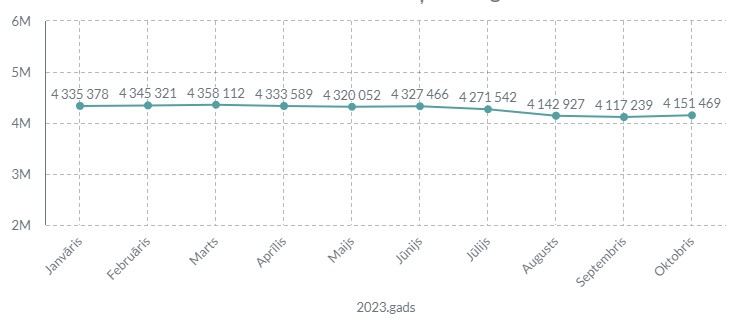 6M
5M
4M
3M
2M
4 335 378
4 345 321
4 358 112
4 333 589
4 320 052
4 327 466
4 271 542
4 142 927
4 117 239
4 151 469
Janvāris
Februāris
Marts
Aprīlis
Maijs
Jūnijs
Jūlijs
Augusts
Septembris
Oktobris
2023.gads